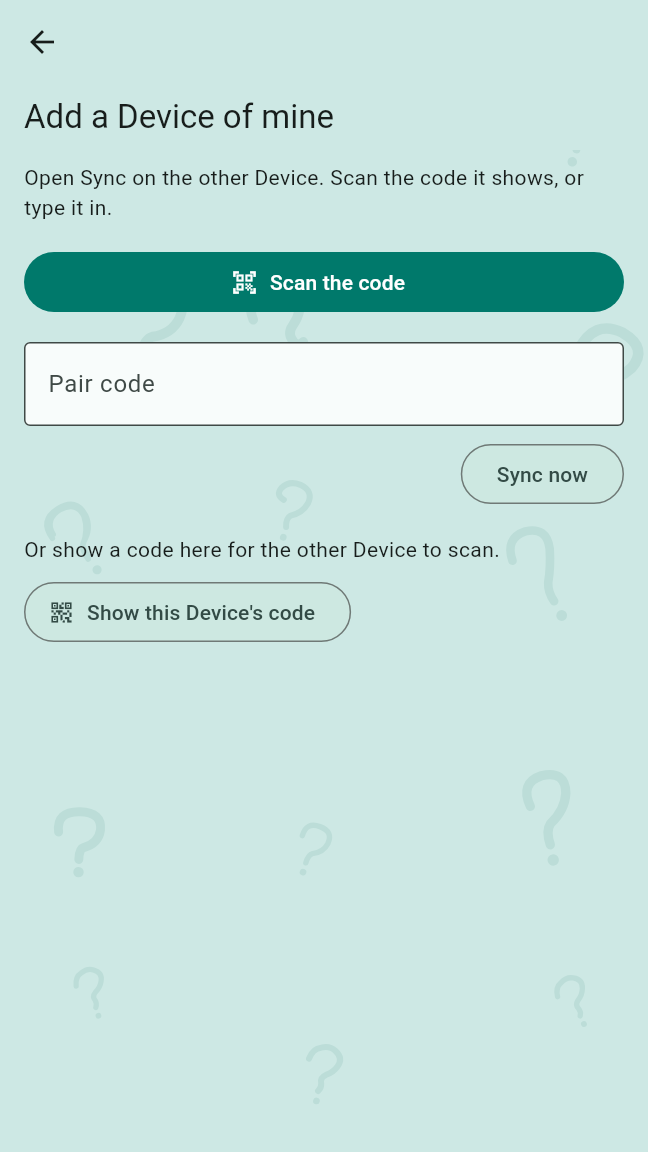 Add a Device of mine
Open Sync on the other Device. Scan the code it shows, or
type it in.
Scan the code
Pair code
Sync now
Or show a code here for the other Device to scan.
Show this Device's code